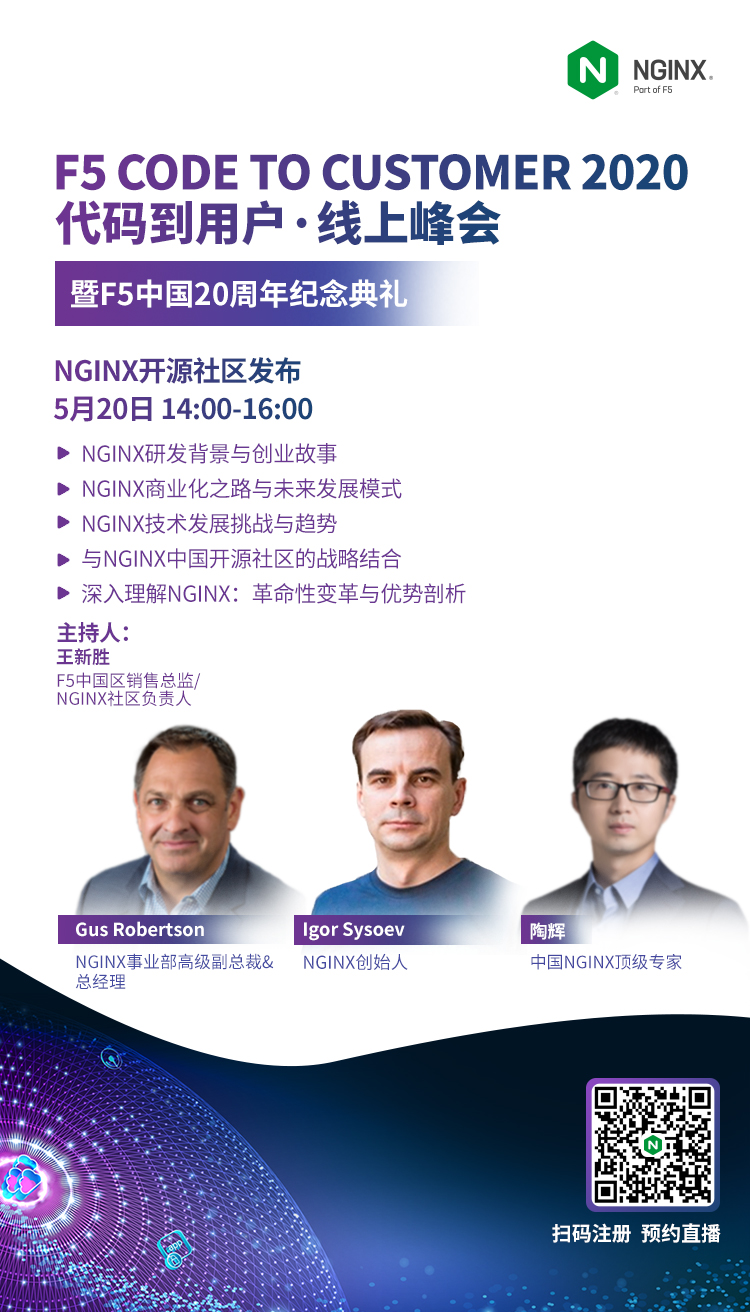 NGINX
Part of F5
F5 CODE TO CUSTOMER 2020
代码到用户·线上峰会
暨F5中国20周年纪念典礼
NGINX开源社区发布
5月20日 14:00-16:00
NGINX研发背景与创业故事
NGINX商业化之路与未来发展模式
NGINX技术发展挑战与趋势
与NGINX中国开源社区的战略结合
深入理解NGINX：革命性变革与优势剖析
主持人：
王新胜
F5中国区销售总监/
NGINX社区负责人
Gus Robertson
NGINX事业部高级副总裁&
总经理
Igor Sysoev
NGINX创始人
陶辉
中国NGINX顶级专家
app
扫码注册 预约直播